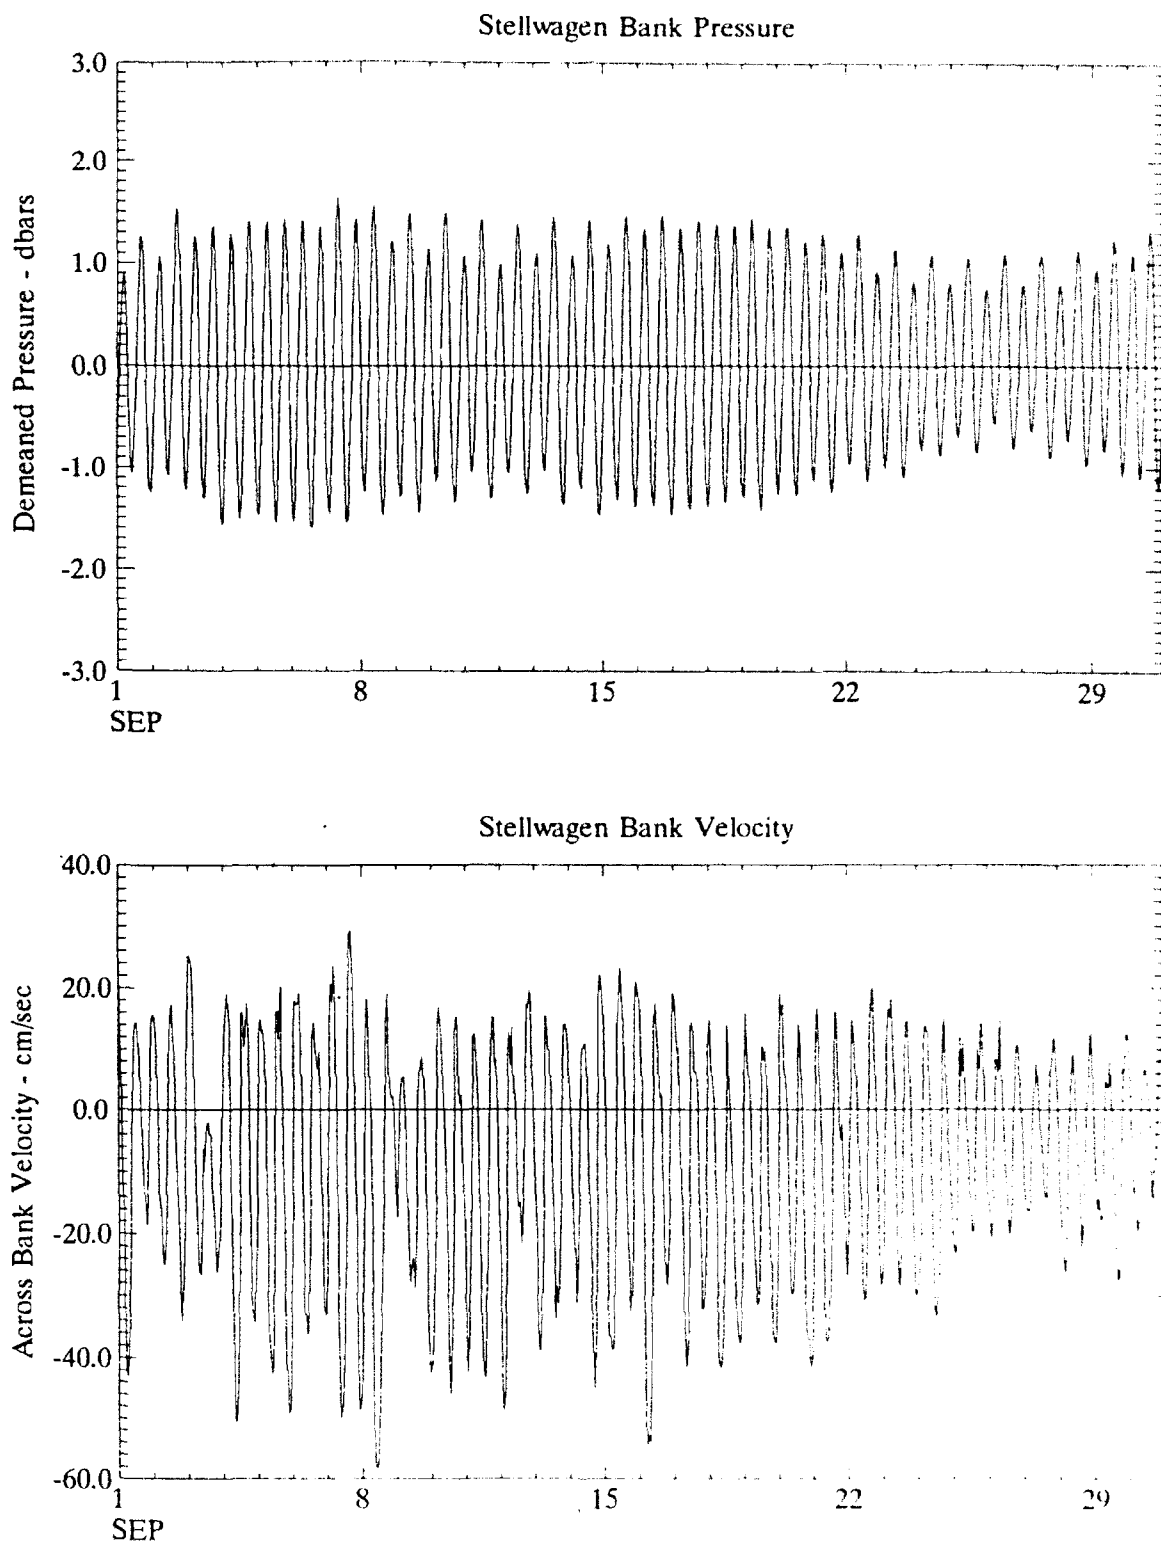 Stellwagen Bank Pressure
3.0
2.0
1.0
0.0
-1.0
-2.0
-3.0
Demeaned Pressure - dbars
1 8 15 22 29
SEP
Stellwagen Bank Velocity
40.0
20.0
0.0
-20.0
-40.0
-60.0
Across Bank Velocity - cm/sec
1 8 15 22 29
SEP